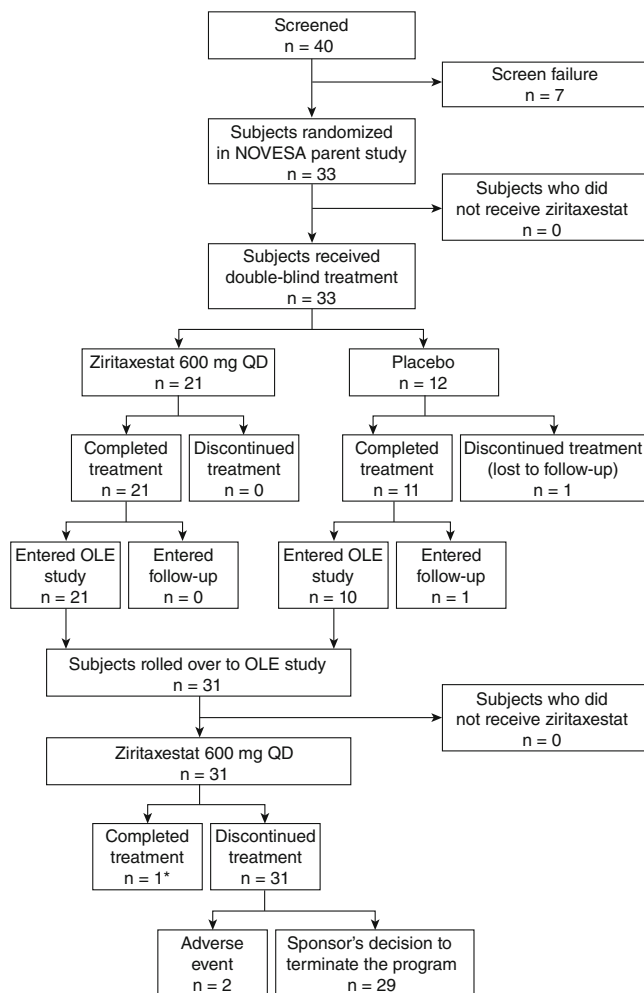 Screened
n = 40
Screen failure
n = 7
Subjects randomized
in NOVESA parent study
n = 33
Subjects who did
not receive ziritaxestat
n = 0
Subjects received
double-blind treatment
n = 33
Ziritaxestat 600 mg QD
n = 21
Placebo
n = 12
Completed
treatment
n = 21
Discontinued
treatment
n = 0
Completed
treatment
n = 11
Discontinued treatment
(lost to follow-up)
n = 1
Entered OLE
study
n = 21
Entered
follow-up
n = 0
Entered OLE
study
n = 10
Entered
follow-up
n = 1
Subjects rolled over to OLE study
n = 31
Subjects who did
not receive ziritaxestat
n = 0
Ziritaxestat 600 mg QD
n = 31
Completed
treatment
n = 1*
Discontinued
treatment
n = 31
Adverse
event
n = 2
Sponsor's decision to
terminate the program
n = 29